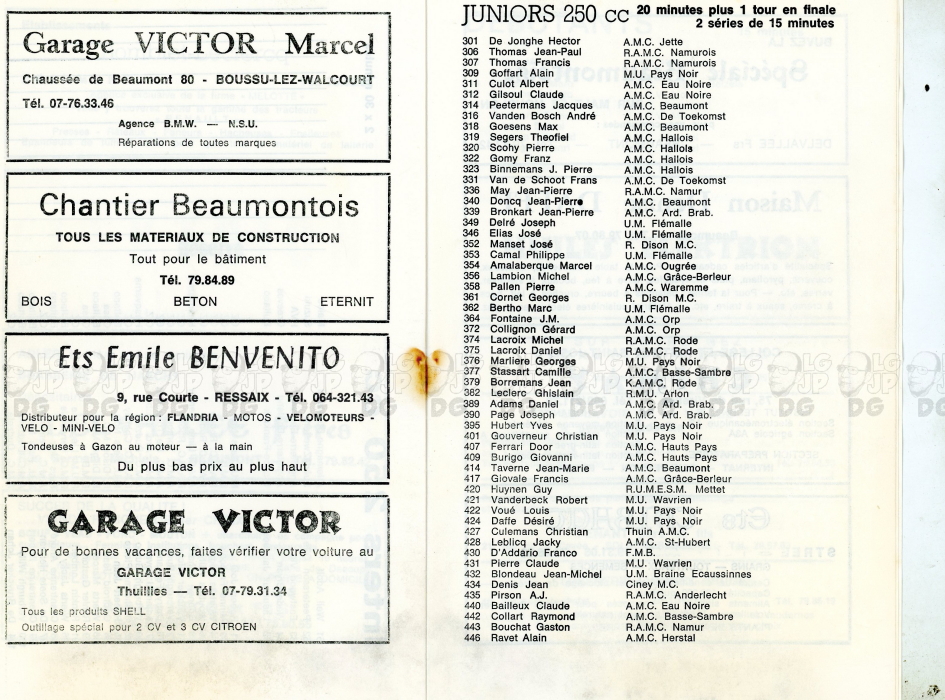 Garage VICTOR Marcel
Chaussée de Beaumont 80 - BOUSSU-LEZ-WALCOURT
Tél. 07-76.33.46
Agence B.M.W. — N.S.U.
Réparations de toutes marques
Chantier Beaumontois
TOUS LES MATERIAUX DE CONSTRUCTION
Tout pour le bâtiment
Tél. 79.84.89
BOIS BETON ETERNIT
Ets Emile BENVENITO
9, rue Courte - RESSAIX - Tél. 064-321.43
Distributeur pour la région : FLANDRIA - MOTOS - VELOMOTEURS -
VELO - MINI-VELO
Tondeuses à Gazon au moteur — à la main
Du plus bas prix au plus haut
GARAGE VICTOR
Pour de bonnes vacances, faites vérifier votre voiture au
GARAGE VICTOR
Thuillies — Tél. 07-79.31.34
Tous les produits SHELL
Outillage spécial pour 2 CV et 3 CV CITROEN
JUNIORS 250 cc 20 minutes plus 1 tour en finale
2 séries de 15 minutes
301 De Jonghe Hector A.M.C. Jette
306 Thomas Jean-Paul R.A.M.C. Namurois
307 Thomas Francis R.A.M.C. Namurois
309 Goffart Alain M.U. Pays Noir
311 Culot Albert A.M.C. Eau Noire
312 Gilsoul Claude A.M.C. Eau Noire
314 Peetermans Jacques A.M.C. Beaumont
316 Vanden Bosch André A.M.C. De Toekomst
318 Goesens Max A.M.C. Beaumont
319 Segers Theofiel A.M.C. Hallois
320 Scohy Pierre A.M.C. Hallois
322 Gomy Franz A.M.C. Hallois
323 Binnemans J. Pierre A.M.C. Hallois
331 Van de Schoot Frans A.M.C. De Toekomst
336 May Jean-Pierre R.A.M.C. Namur
340 Doncq Jean-Pierre A.M.C. Beaumont
339 Bronkart Jean-Pierre A.M.C. Ard. Brab.
349 Delré Joseph U.M. Flémalle
346 Elias José U.M. Flémalle
352 Manset José R. Dison M.C.
353 Camal Philippe U.M. Flémalle
354 Amalaberque Marcel A.M.C. Ougrée
356 Lambion Michel A.M.C. Grâce-Berleur
358 Pallen Pierre A.M.C. Waremme
361 Cornet Georges R. Dison M.C.
362 Bertho Marc U.M. Flémalle
364 Fontaine J.M. A.M.C. Orp
372 Collignon Gérard A.M.C. Orp
374 Lacroix Michel R.A.M.C. Rode
375 Lacroix Daniel R.A.M.C. Rode
376 Marliere Georges M.U. Pays Noir
377 Stassart Camille A.M.C. Basse-Sambre
379 Borremans Jean K.A.M.C. Rode
382 Leclerc Ghislain R.M.U. Arlon
389 Adams Daniel A.M.C. Ard. Brab.
390 Page Joseph A.M.C. Ard. Brab.
395 Hubert Yves M.U. Pays Noir
401 Gouverneur Christian M.U. Pays Noir
407 Ferrari Dor A.M.C. Hauts Pays
409 Burigo Giovanni A.M.C. Hauts Pays
414 Taverne Jean-Marie A.M.C. Beaumont
417 Giovale Francis A.M.C. Grâce-Berleur
420 Huynen Guy R.U.M.E.S.M. Mettet
421 Vanderbeck Robert M.U. Wavrien
422 Voué Louis M.U. Pays Noir
424 Daffe Désiré M.U. Pays Noir
427 Culemans Christian Thuin A.M.C.
428 Leblicq Jacky A.M.C. St-Hubert
430 D'Addario Franco F.M.B.
431 Pierre Claude M.U. Wavrien
432 Blondeau Jean-Michel U.M. Braine Ecaussinnes
434 Denis Jean Ciney M.C.
435 Pirson A.J. R.A.M.C. Anderlecht
440 Bailleux Claude A.M.C. Eau Noire
442 Collart Raymond A.M.C. Basse-Sambre
443 Bouchat Gaston R.A.M.C. Namur
446 Ravet Alain A.M.C. Herstal